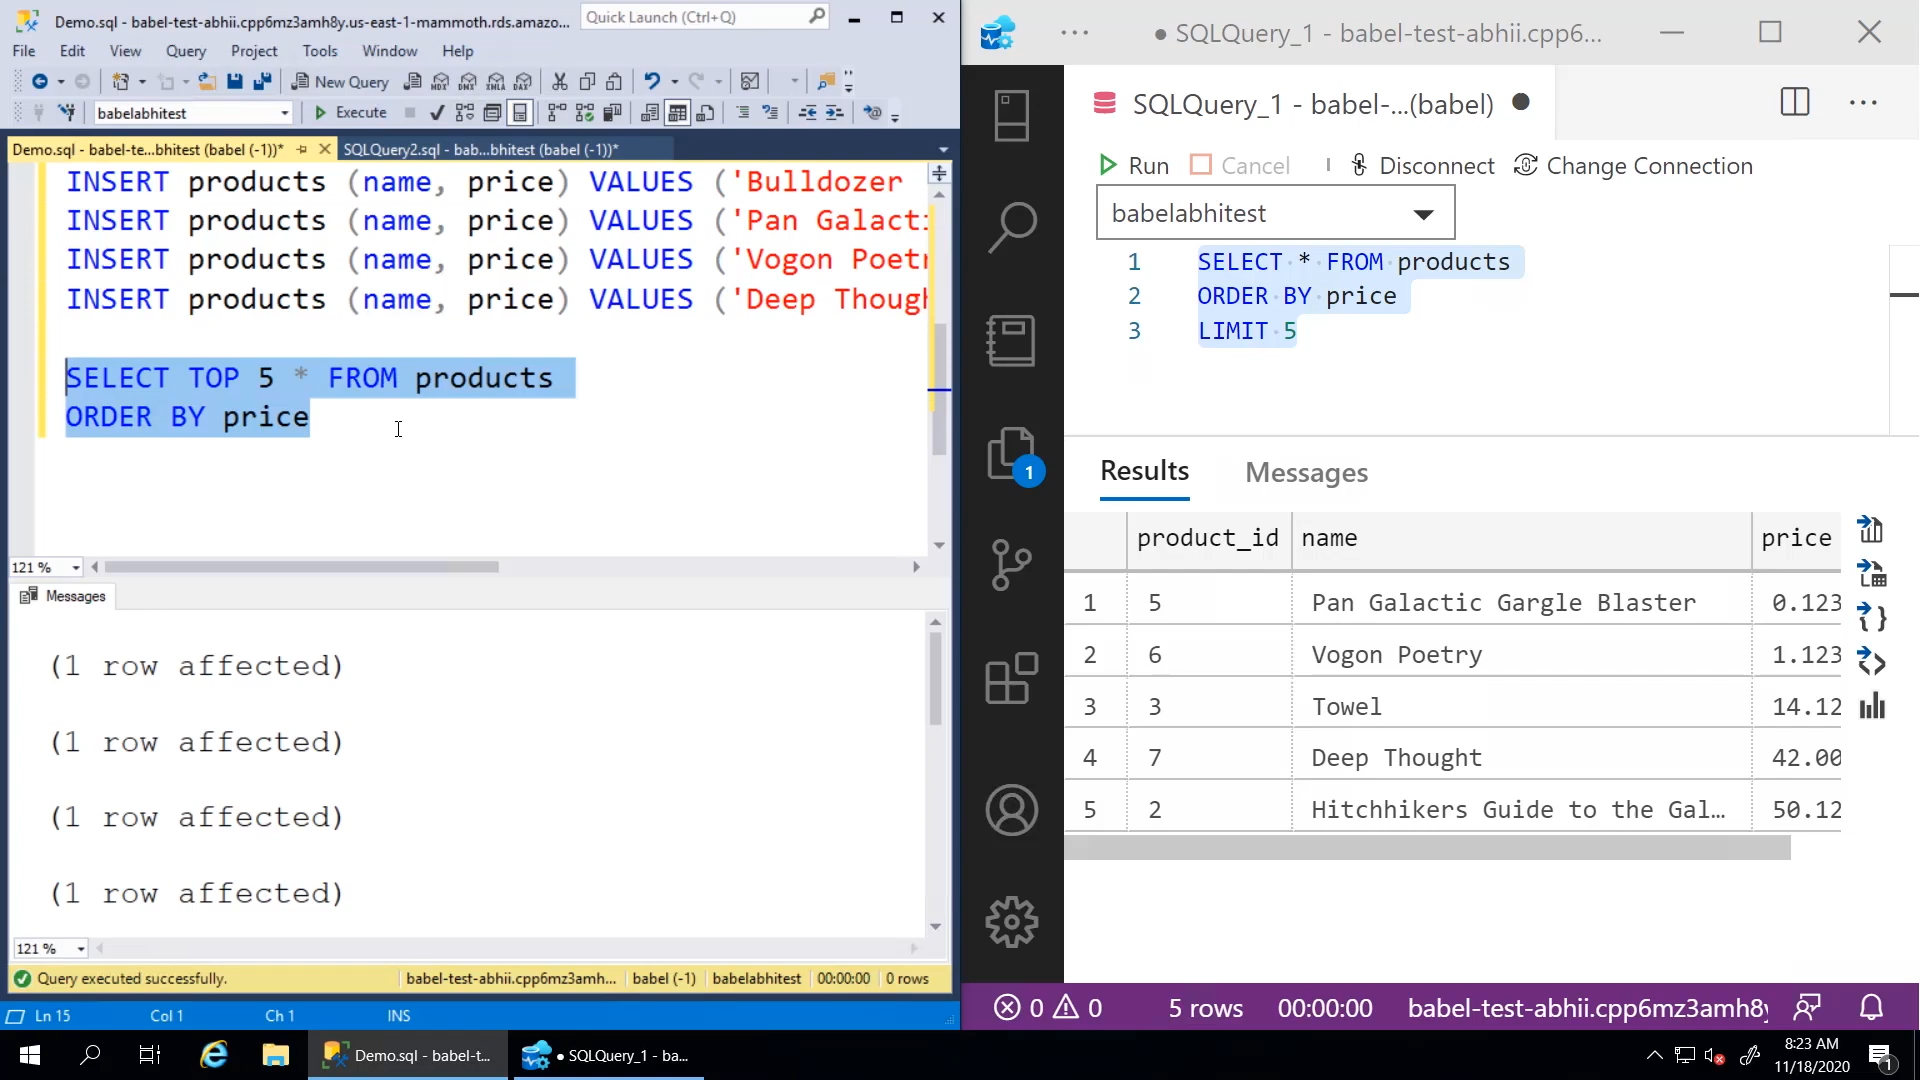 Demo.sql - babel-test-abhii.cpp6mz3amh8y.us-east-1-mammoth.rds.amazo...
Quick Launch (Ctrl+Q)
File Edit View Query Project Tools Window Help
New Query
babelabhitest
Execute
Demo.sql - babel-te...bhitest (babel (-1))*
SQLQuery2.sql - bab...bhitest (babel (-1))*
INSERT products (name, price) VALUES ('Bulldozer
INSERT products (name, price) VALUES ('Pan Galacti
INSERT products (name, price) VALUES ('Vogon Poetr
INSERT products (name, price) VALUES ('Deep Though
SELECT TOP 5 * FROM products
ORDER BY price
121 %
Messages
(1 row affected)
(1 row affected)
(1 row affected)
(1 row affected)
121 %
Query executed successfully.
babel-test-abhii.cpp6mz3amh... babel (-1) babelabhitest 00:00:00 0 rows
Ln 15 Col 1 Ch 1 INS
● SQLQuery_1 - babel-test-abhii.cpp6...
SQLQuery_1 - babel-...(babel)
Run Cancel Disconnect Change Connection
babelabhitest
1 SELECT * FROM products
2 ORDER BY price
3 LIMIT 5
1
Results Messages
product_id name price
1 5 Pan Galactic Gargle Blaster 0.123
2 6 Vogon Poetry 1.123
3 3 Towel 14.12
4 7 Deep Thought 42.00
5 2 Hitchhikers Guide to the Gal... 50.12
0 0 5 rows 00:00:00 babel-test-abhii.cpp6mz3amh8y
Demo.sql - babel-t...
● SQLQuery_1 - ba...
8:23 AM
11/18/2020
1